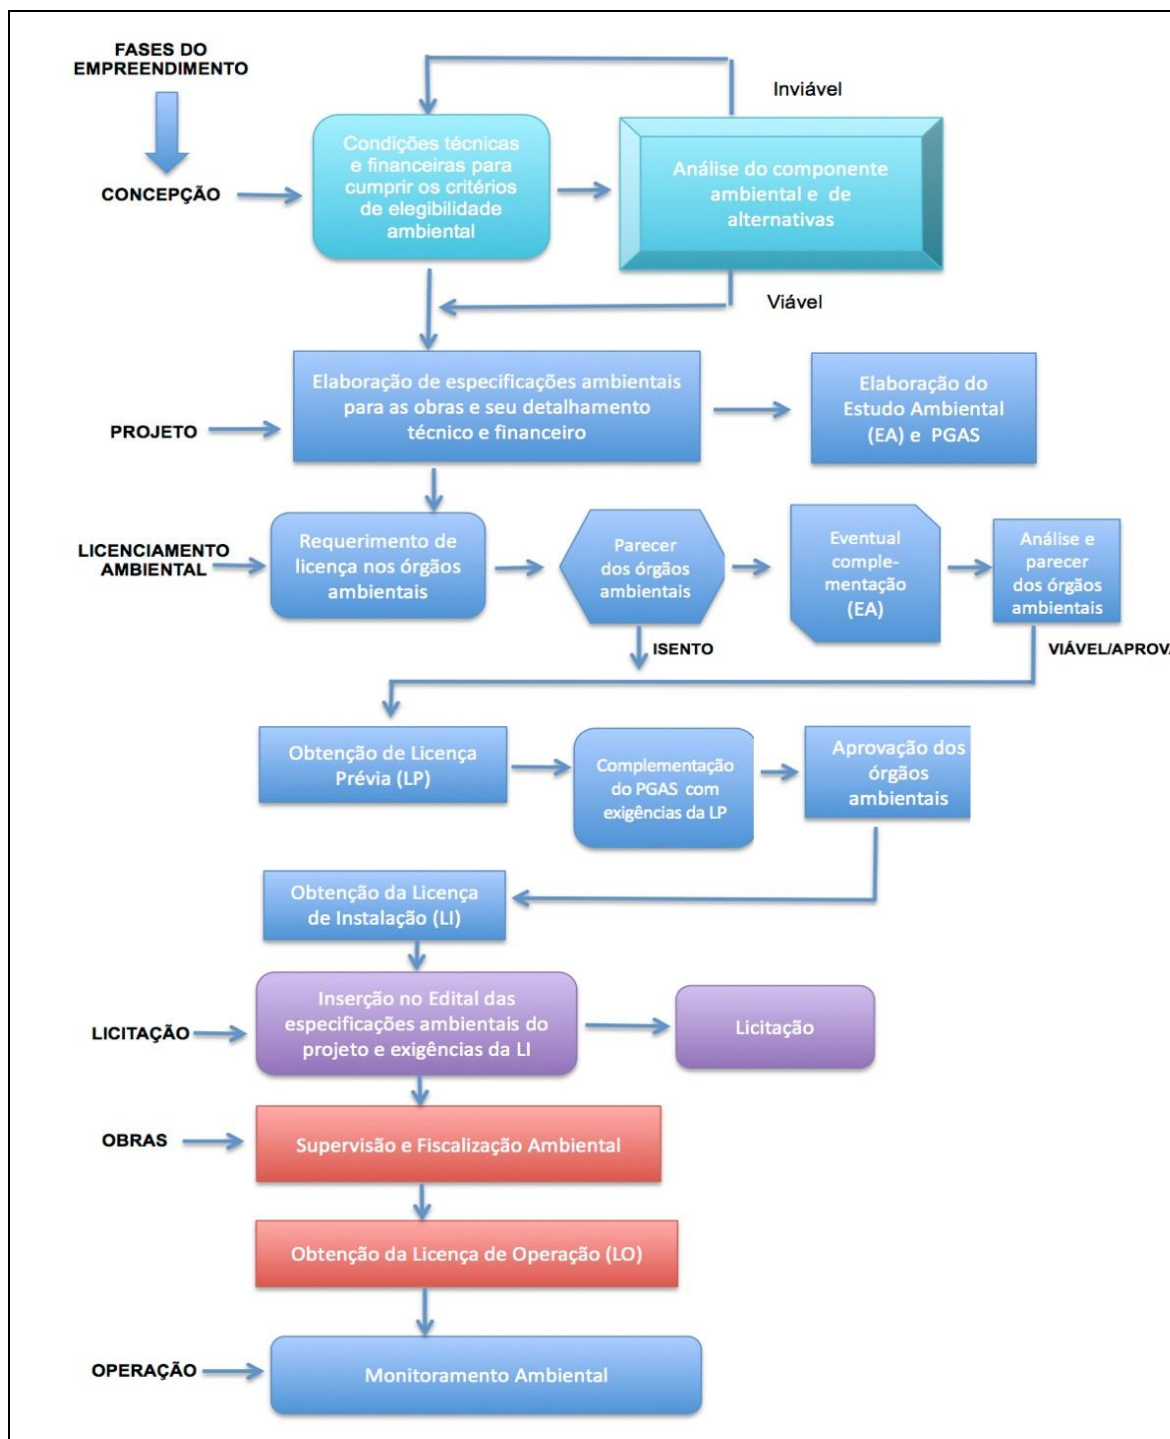 FASES DO
EMPREENDIMENTO
Inviável
Condições técnicas
e financeiras para
cumprir os critérios
de elegibilidade
ambiental
Análise do componente
ambiental e de
alternativas
CONCEPÇÃO
Viável
Elaboração de especificações ambientais
para as obras e seu detalhamento
técnico e financeiro
Elaboração do
Estudo Ambiental
(EA) e PGAS
PROJETO
LICENCIAMENTO
AMBIENTAL
Requerimento de
licença nos órgãos
ambientais
Parecer
dos órgãos
ambientais
Eventual
comple-
mentação
(EA)
Análise e
parecer
dos órgãos
ambientais
ISENTO
VIÁVEL/APROVA
Obtenção de Licença
Prévia (LP)
Complementação
do PGAS com
exigências da LP
Aprovação dos
órgãos
ambientais
Obtenção da Licença
de Instalação (LI)
LICITAÇÃO
Inserção no Edital das
especificações ambientais do
projeto e exigências da LI
Licitação
OBRAS
Supervisão e Fiscalização Ambiental
Obtenção da Licença de Operação (LO)
OPERAÇÃO
Monitoramento Ambiental